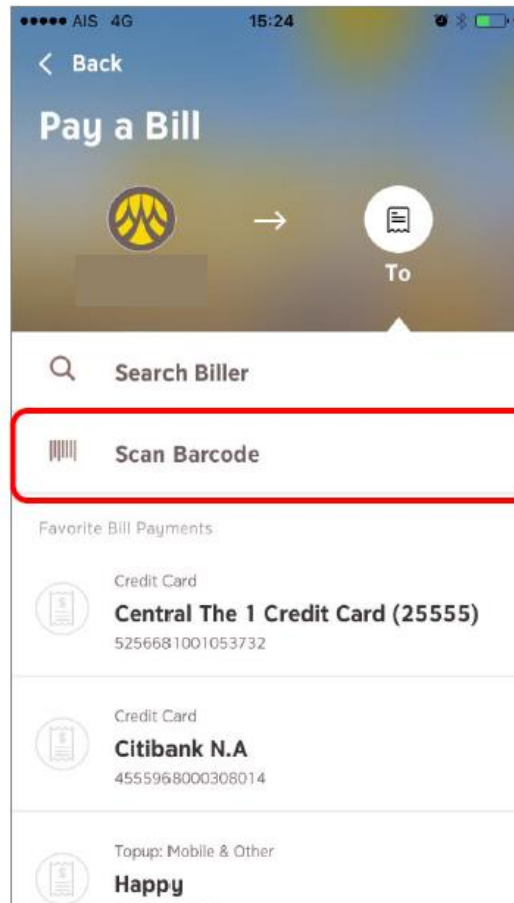 AIS 4G 15:24
Back
Pay a Bill
To
Search Biller
Scan Barcode
Favorite Bill Payments
Credit Card
Central The 1 Credit Card (25555)
5256681001053732
Credit Card
Citibank N.A
4555968000308014
Topup: Mobile & Other
Happy